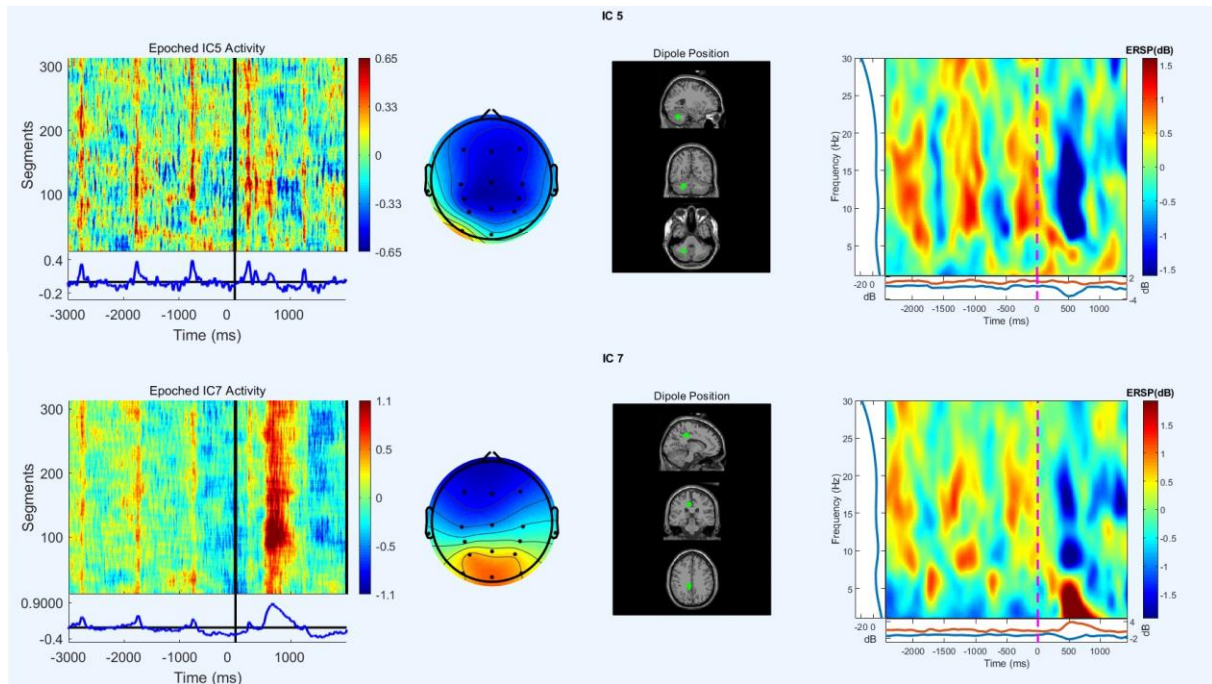 IC 5
Epoched IC5 Activity
300
200
100
Segments
0.65
0.33
0
-0.33
-0.65
0.4
-0.2
-3000 -2000 -1000 0 1000
Time (ms)
Dipole Position
ERSP(dB)
30
25
20
15
10
5
Frequency (Hz)
1.5
1
0.5
0
-0.5
-1
-1.5
-20 0
dB
2
-4
dB
-2000 -1500 -1000 -500 0 500 1000
Time (ms)
IC 7
Epoched IC7 Activity
300
200
100
Segments
1.1
0.5
0
-0.5
-1.1
0.9000
-0.4
-3000 -2000 -1000 0 1000
Time (ms)
Dipole Position
ERSP(dB)
30
25
20
15
10
5
Frequency (Hz)
1.5
1
0.5
0
-0.5
-1
-1.5
-20 0
dB
4
-2
dB
-2000 -1500 -1000 -500 0 500 1000
Time (ms)